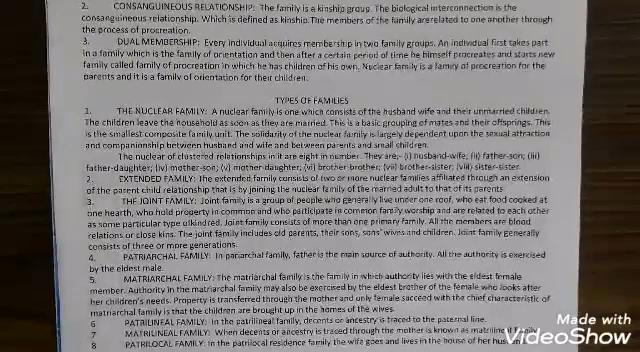 2. CONSANGUINEOUS RELATIONSHIP: The family is a kinship group. The biological interconnection is the
consanguineous relationship. Which is defined as kinship.The members of the family arerelated to one another through
the process of procreation.
3. DUAL MEMBERSHIP: Every individual acquires membership in two family groups. An individual first takes part
in a family which is the family of orientation and then after a certain period of time he himself procreates and starts new
family called family of procreation in which he has children of his own. Nuclear family is a family of procreation for the
parents and it is a family of orientation for their children.
TYPES OF FAMILIES
1. THE NUCLEAR FAMILY: A nuclear family is one which consists of the husband wife and their unmarried children.
The children leave the household as soon as they are married. This is a basic grouping of mates and their offsprings. This
is the smallest composite family unit. The solidarity of the nuclear family is largely dependent upon the sexual attraction
and companionship between husband and wife and between parents and small children.
The nuclear of clustered relationships in it are eight in number. They are;- (i) husband-wife; (ii) father-son; (iii)
father-daughter; (iv) mother-son; (v) mother-daughter; (vi) brother-brother; (vii) brother-sister; (viii) sister-sister.
2. EXTENDED FAMILY: The extended family consists of two or more nuclear families affiliated through an extension
of the parent child relationship that is by joining the nuclear family of the married adult to that of its parents
3. THE JOINT FAMILY: Joint family is a group of people who generally live under one roof, who eat food cooked at
one hearth, who hold property in common and who participate in common family worship and are related to each other
as some particular type ofkindred. Joint family consists of more than one primary family. All the members are blood
relations or close kins. The joint family includes old parents, their sons, sons' wives and children. Joint family generally
consists of three or more generations.
4. PATRIARCHAL FAMILY: In pariarchal family, father is the main source of authority. All the authority is exercised
by the eldest male.
5. MATRIARCHAL FAMILY: The matriarchal family is the family in which authority lies with the eldest female
member. Authority in the matriarchal family may also be exercised by the eldest brother of the female who looks after
her children's needs. Property is transferred through the mother and only female succeed with the chief characteristic of
matriarchal family is that the children are brought up in the homes of the wives.
6 PATRILINEAL FAMILY: In the patrilineal family, decents or ancestry is traced to the paternal line.
7 MATRILINEAL FAMILY: When decents or ancestry is traced through the mother is known as
8 PATRILOCAL FAMILY: In the patrilocal residence family the wife goes and lives in the house of her
Made with
VideoShow